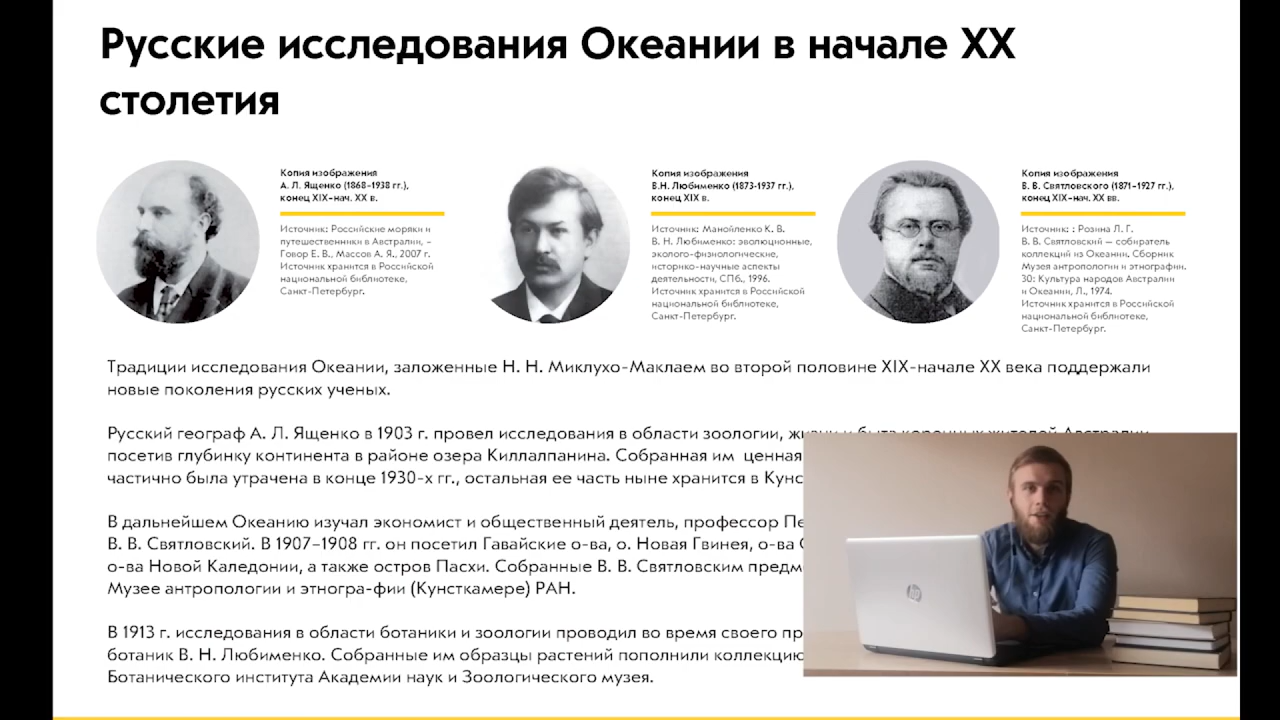 Русские исследования Океании в начале XX
столетия
Копия изображения
А. Л. Ященко (1868–1938 гг.),
конец XIX–нач. XX в.
Источник: Российские моряки и
путешественники в Австралии, –
Говор Е. В., Массов А. Я., 2007 г.
Источник хранится в Российской
национальной библиотеке,
Санкт-Петербург.
Копия изображения
В.Н. Любименко (1873-1937 гг.),
конец XIX в.
Источник: Манойленко К. В.
В. Н. Любименко: эволюционные,
эколого-физиологические,
историко-научные аспекты
деятельности, СПб., 1996.
Источник хранится в Российской
национальной библиотеке,
Санкт-Петербург.
Копия изображения
В. В. Святловского (1871–1927 гг.),
конец XIX–нач. XX вв.
Источник: : Розина Л. Г.
В. В. Святловский — собиратель
коллекций из Океании. Сборник
Музея антропологии и этнографии.
30: Культура народов Австралии
и Океании, Л., 1974.
Источник хранится в Российской
национальной библиотеке,
Санкт-Петербург.
Традиции исследования Океании, заложенные Н. Н. Миклухо-Маклаем во второй половине XIX-начале XX века поддержали
новые поколения русских ученых.
Русский географ А. Л. Ященко в 1903 г. провел исследования в области зоологии, жизни и быта коренных жителей Австралии,
посетив глубинку континента в районе озера Киллалпанина. Собранная им ценная
частично была утрачена в конце 1930-х гг., остальная ее часть ныне хранится в Кунс
В дальнейшем Океанию изучал экономист и общественный деятель, профессор Пе
В. В. Святловский. В 1907–1908 гг. он посетил Гавайские о-ва, о. Новая Гвинея, о-ва
о-ва Новой Каледонии, а также остров Пасхи. Собранные В. В. Святловским предм
Музее антропологии и этногра-фии (Кунсткамере) РАН.
В 1913 г. исследования в области ботаники и зоологии проводил во время своего пр
ботаник В. Н. Любименко. Собранные им образцы растений пополнили коллекцию
Ботанического института Академии наук и Зоологического музея.
hp